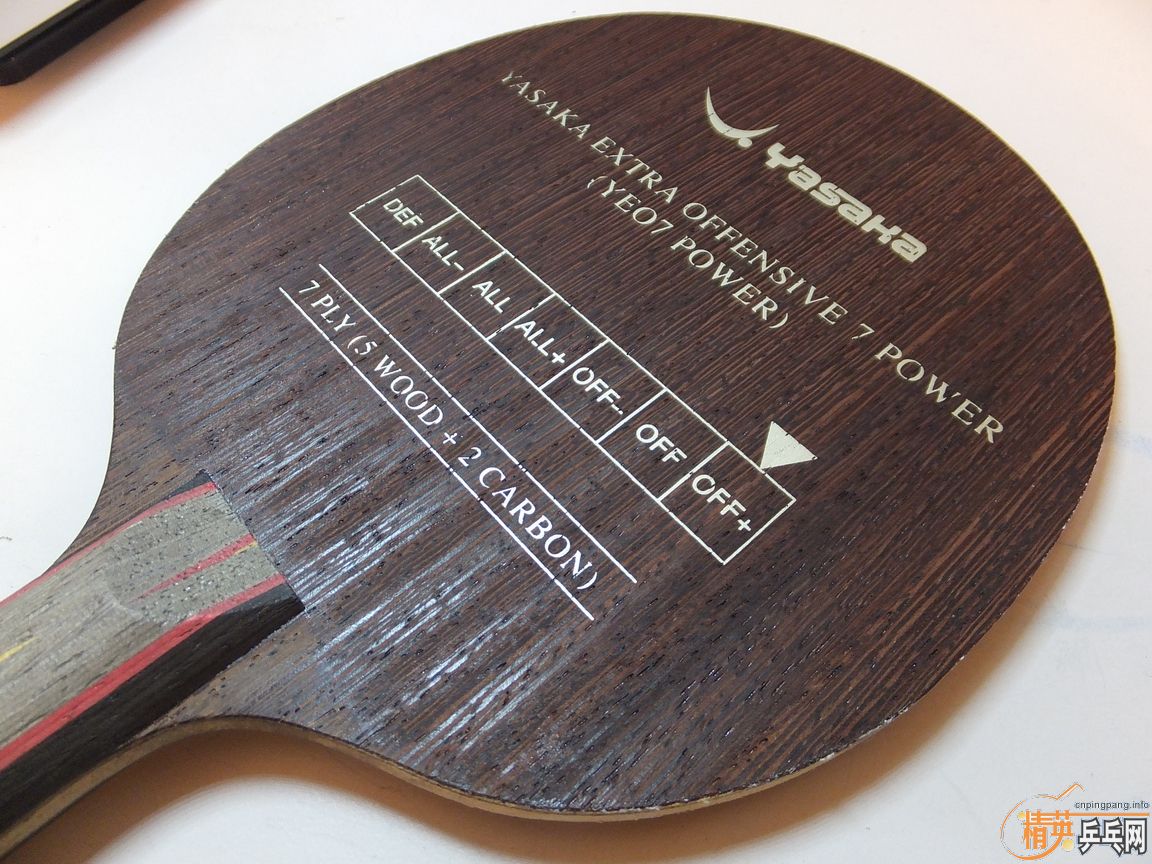 Yasaka
YASAKA EXTRA OFFENSIVE 7 POWER
(YEO7 POWER)
DEF ALL- ALL ALL+ OFF- OFF OFF+
7 PLY (5 WOOD + 2 CARBON)
cnpingpang.info
精英乒乓网